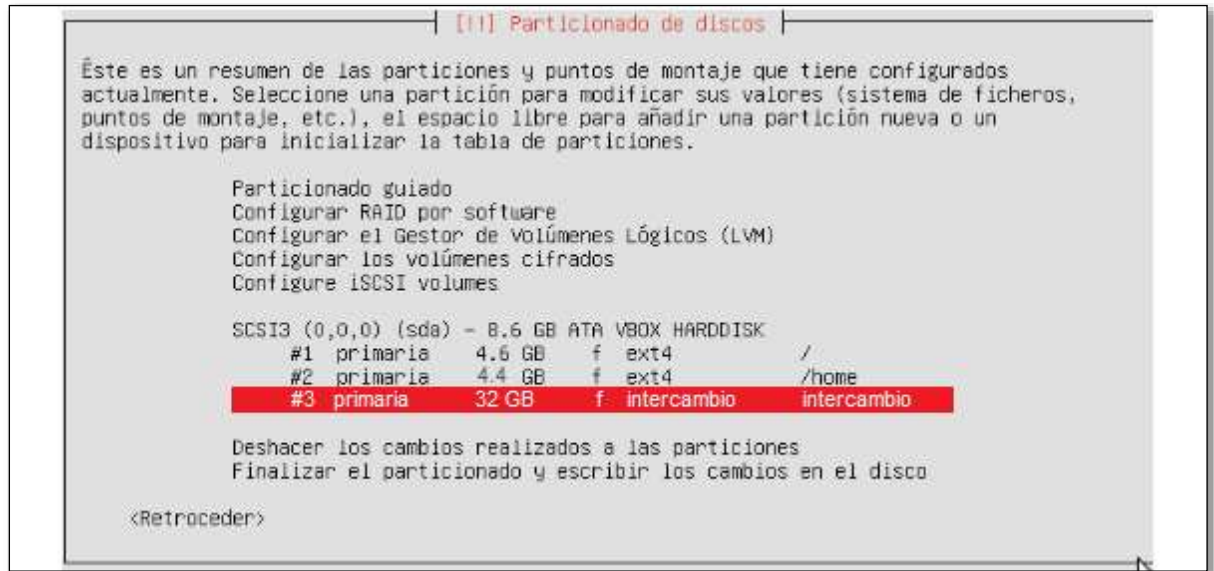 [!!] Particionado de discos
Éste es un resumen de las particiones y puntos de montaje que tiene configurados
actualmente. Seleccione una partición para modificar sus valores (sistema de ficheros,
puntos de montaje, etc.), el espacio libre para añadir una partición nueva o un
dispositivo para inicializar la tabla de particiones.
Particionado guiado
Configurar RAID por software
Configurar el Gestor de Volúmenes Lógicos (LVM)
Configurar los volúmenes cifrados
Configure iSCSI volumes
SCSI3 (0,0,0) (sda) - 8.6 GB ATA VBOX HARDDISK
#1 primaria 4.6 GB f ext4 /
#2 primaria 4.4 GB f ext4 /home
#3 primaria 32 GB f intercambio intercambio
Deshacer los cambios realizados a las particiones
Finalizar el particionado y escribir los cambios en el disco
<Retroceder>